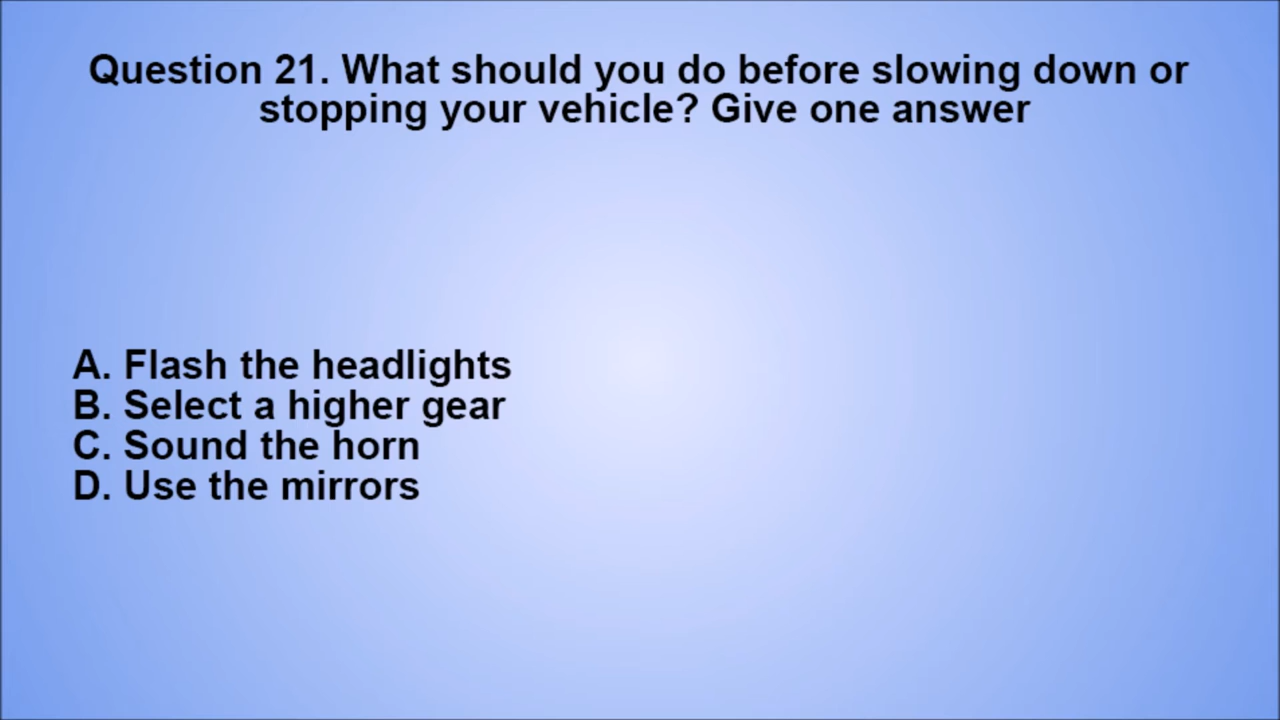 Question 21. What should you do before slowing down or
stopping your vehicle? Give one answer
A. Flash the headlights
B. Select a higher gear
C. Sound the horn
D. Use the mirrors